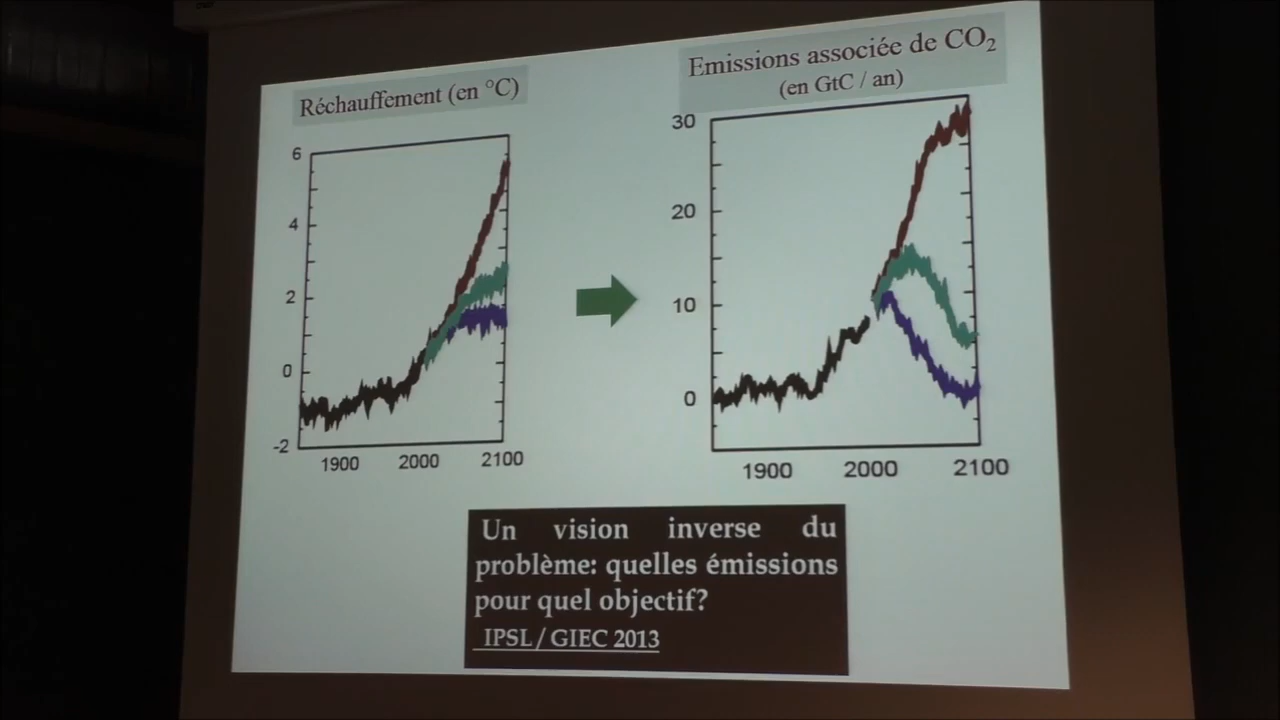 Réchauffement (en °C)
6
4
2
0
-2
1900 2000 2100
Emissions associée de CO₂
(en GtC / an)
30
20
10
0
1900 2000 2100
Un vision inverse du
problème: quelles émissions
pour quel objectif?
IPSL / GIEC 2013